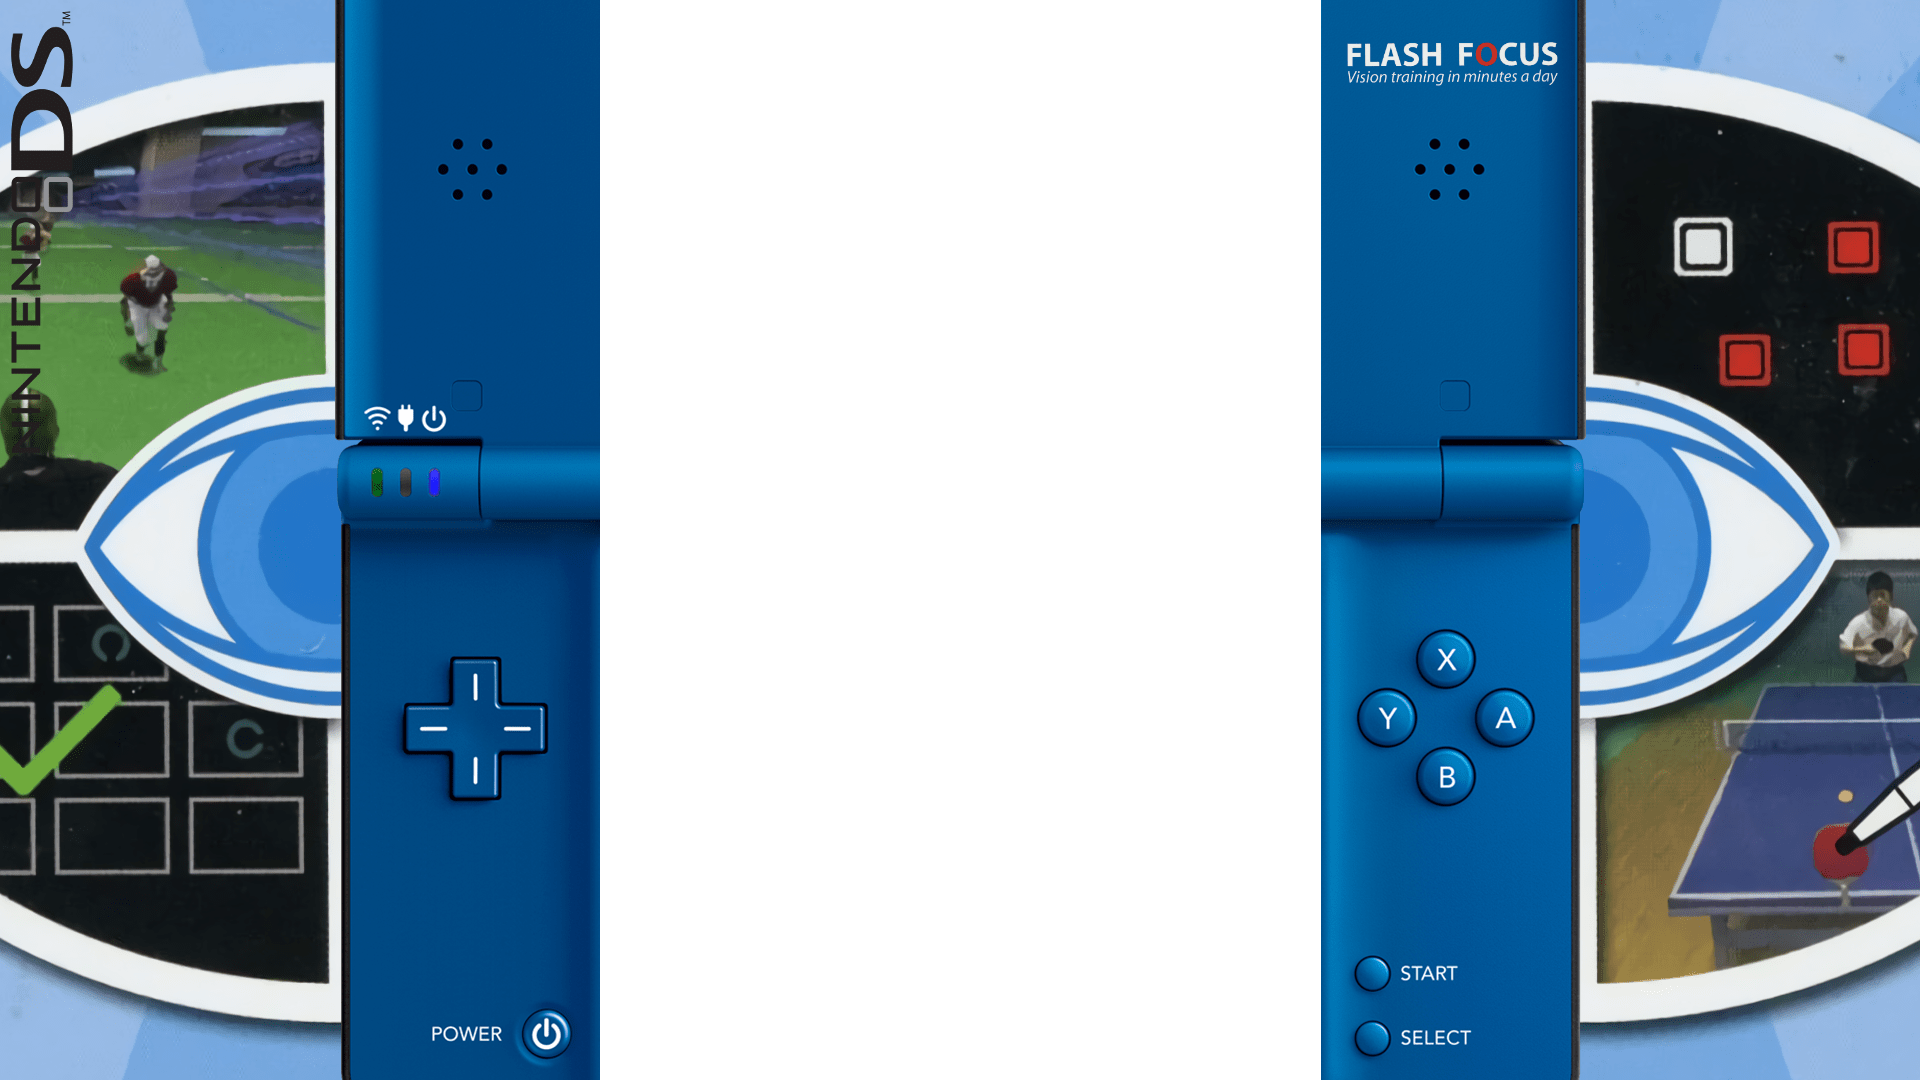 NINTENDO DS™
FLASH FOCUS
Vision training in minutes a day
X
Y
A
B
START
SELECT
POWER